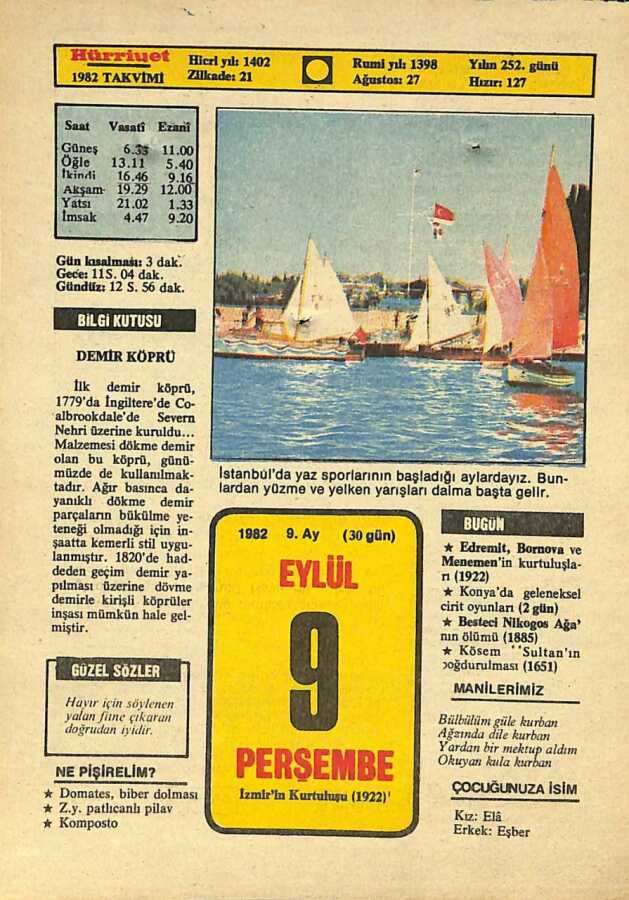 Hürriyet
1982 TAKVİMİ
Hicri yıl: 1402
Zilkade: 21
Rumi yıl: 1398
Ağustos: 27
Yılın 252. günü
Hızır: 127
Saat Vasatî Ezanî
Güneş 6.33 11.00
Öğle 13.11 5.40
İkindi 16.46 9.16
Akşam 19.29 12.00
Yatsı 21.02 1.33
İmsak 4.47 9.20
Gün kısalması: 3 dak.
Gece: 11S. 04 dak.
Gündüz: 12 S. 56 dak.
BİLGİ KUTUSU
DEMİR KÖPRÜ
İlk demir köprü,
1779'da İngiltere'de Co-
albrookdale'de Severn
Nehri üzerine kuruldu...
Malzemesi dökme demir
olan bu köprü, günü-
müzde de kullanılmak-
tadır. Ağır basınca da-
yanıklı dökme demir
parçaların bükülme ye-
teneği olmadığı için in-
şaatta kemerli stil uygu-
lanmıştır. 1820'de had-
deden geçim demir ya-
pılması üzerine dövme
demirle kirişli köprüler
inşası mümkün hale gel-
miştir.
GÜZEL SÖZLER
Hayır için söylenen
yalan fitne çıkaran
doğrudan iyidir.
NE PİŞİRELİM?
★ Domates, biber dolması
★ Z.y. patlıcanlı pilav
★ Komposto
İstanbul'da yaz sporlarının başladığı aylardayız. Bun-
lardan yüzme ve yelken yarışları daima başta gelir.
1982 9. Ay (30 gün)
EYLÜL
9
PERŞEMBE
İzmir'in Kurtuluşu (1922)
BUGÜN
★ Edremit, Bornova ve
Menemen'in kurtuluşla-
rı (1922)
★ Konya'da geleneksel
cirit oyunları (2 gün)
★ Besteci Nikogos Ağa'
nın ölümü (1885)
★ Kösem Sultan'ın
boğdurulması (1651)
MANİLERİMİZ
Bülbülüm güle kurban
Ağzında dile kurban
Yardan bir mektup aldım
Okuyan kula kurban
ÇOCUĞUNUZA İSİM
Kız: Elâ
Erkek: Eşber